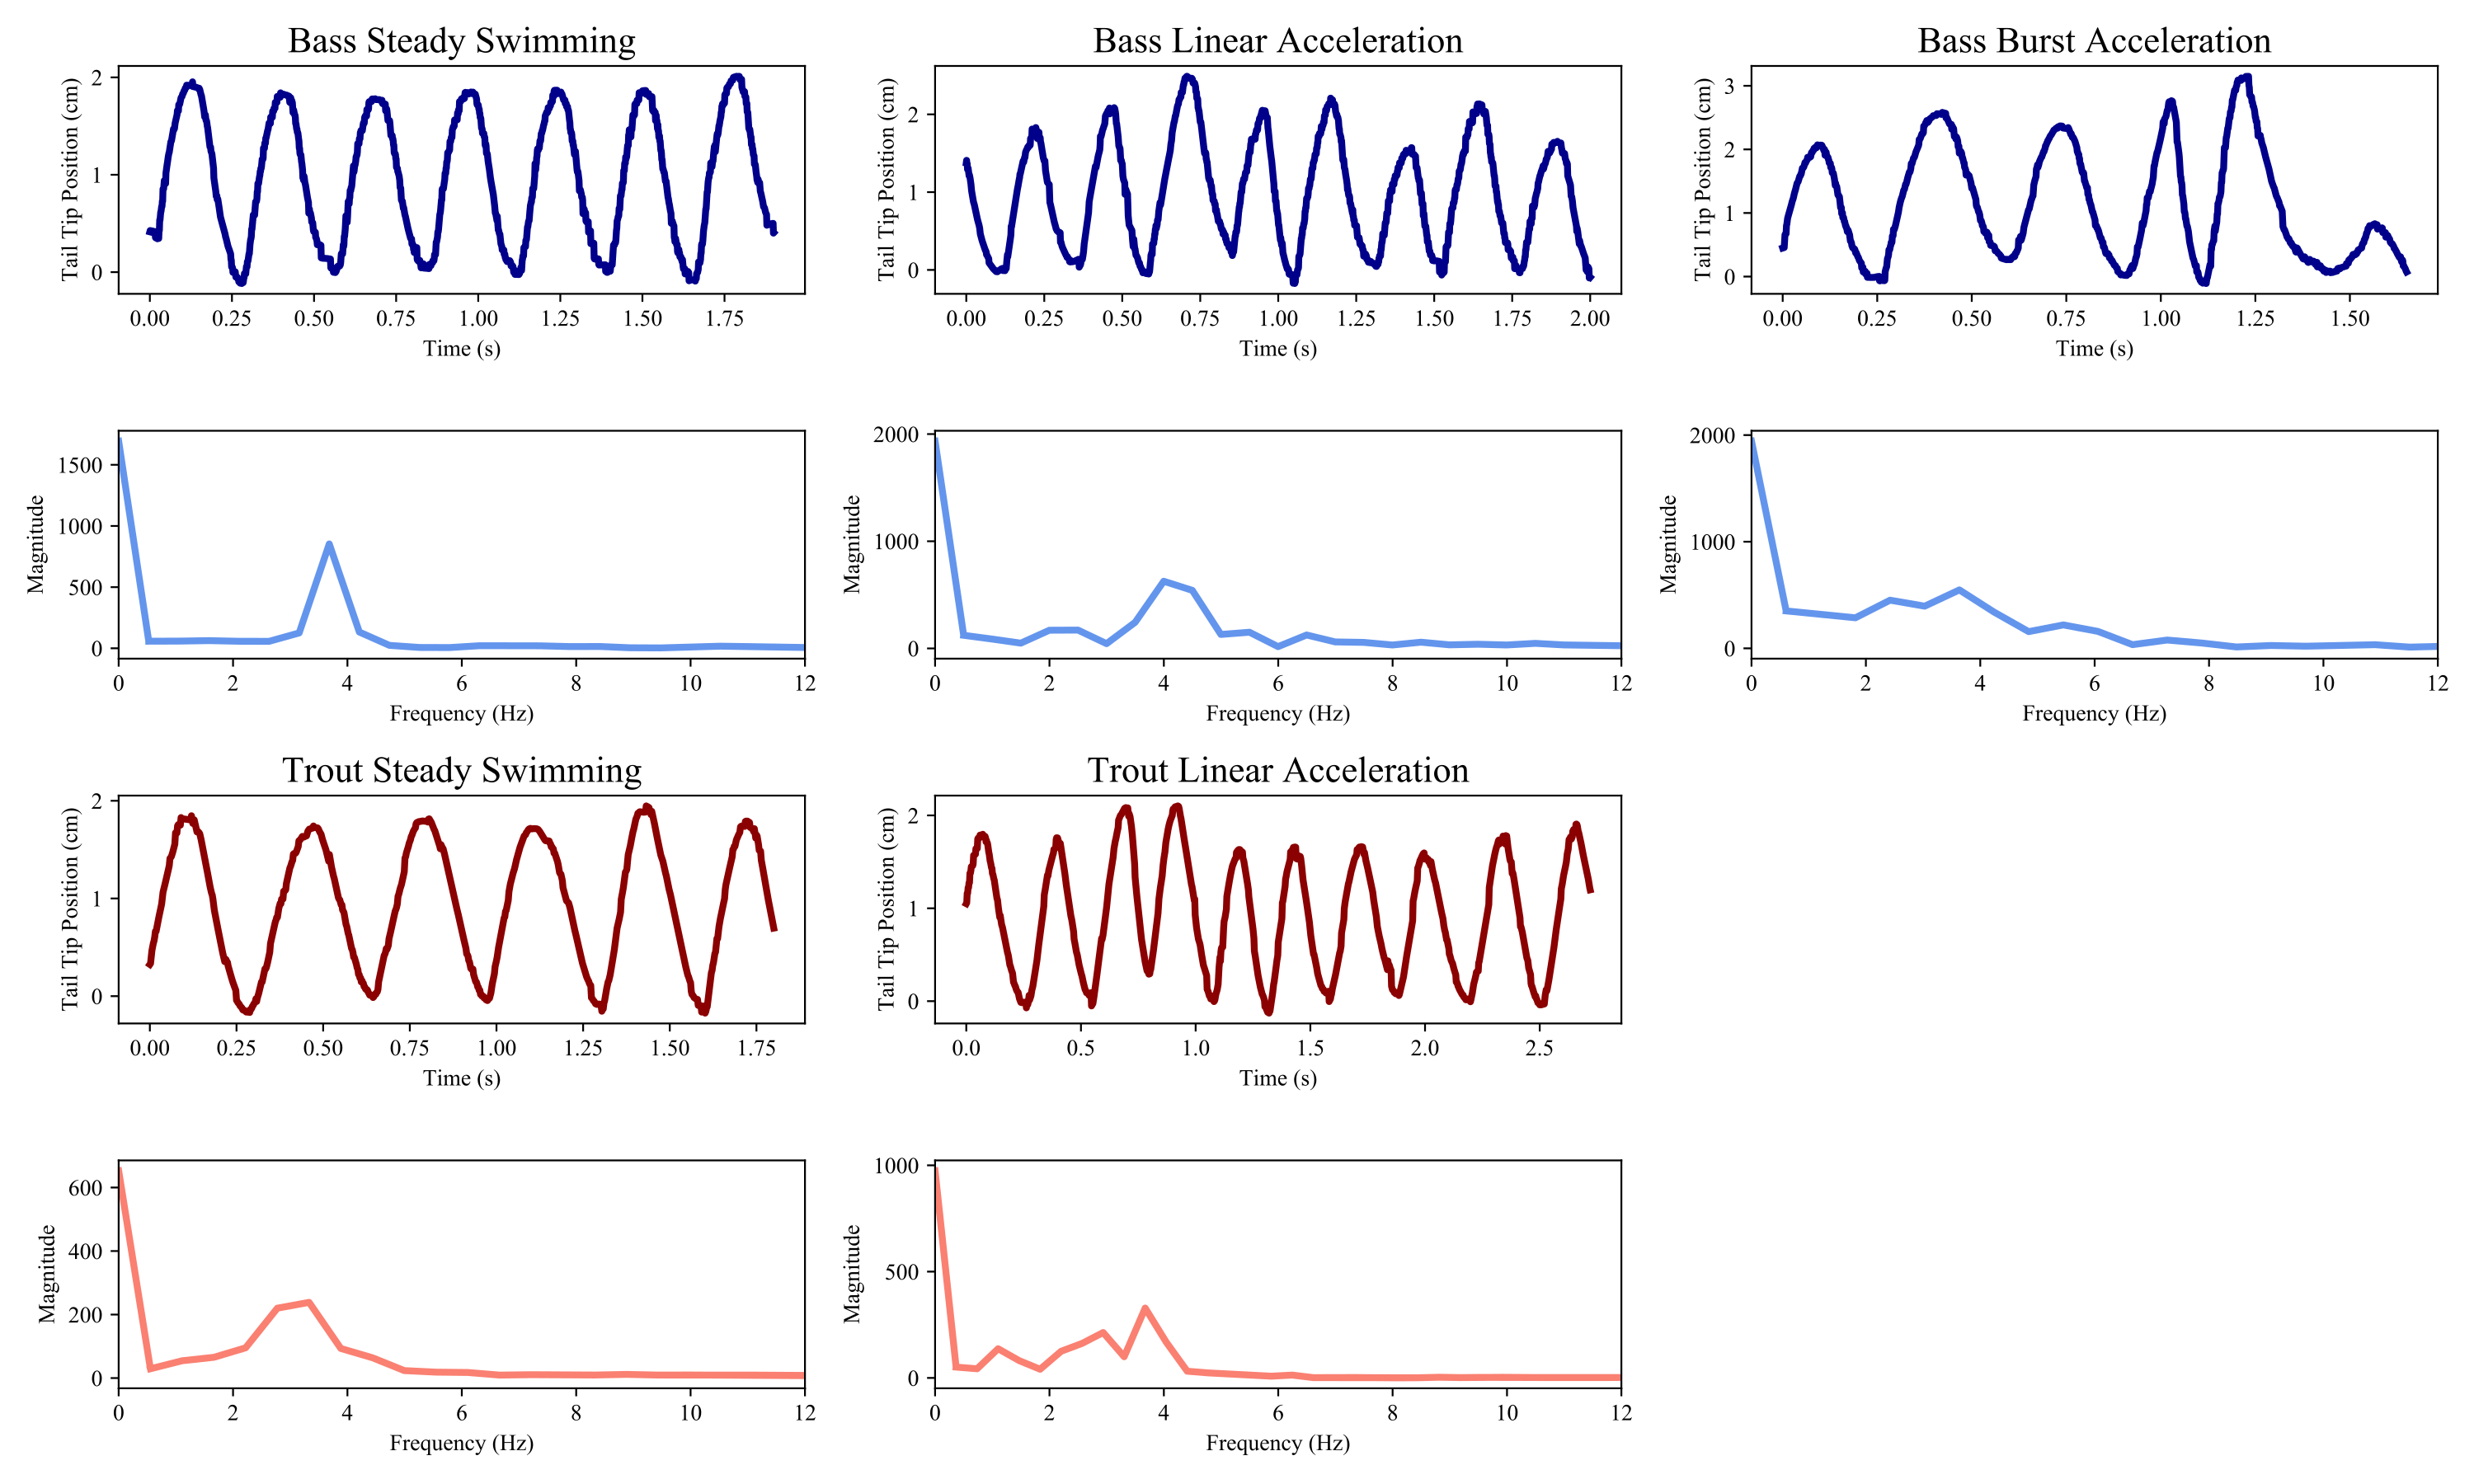 Bass Steady Swimming
Tail Tip Position (cm)
2
1
0
0.00 0.25 0.50 0.75 1.00 1.25 1.50 1.75
Time (s)
Bass Linear Acceleration
Tail Tip Position (cm)
2
1
0
0.00 0.25 0.50 0.75 1.00 1.25 1.50 1.75 2.00
Time (s)
Bass Burst Acceleration
Tail Tip Position (cm)
3
2
1
0
0.00 0.25 0.50 0.75 1.00 1.25 1.50
Time (s)
Magnitude
1500
1000
500
0
0 2 4 6 8 10 12
Frequency (Hz)
Magnitude
2000
1000
0
0 2 4 6 8 10 12
Frequency (Hz)
Magnitude
2000
1000
0
0 2 4 6 8 10 12
Frequency (Hz)
Trout Steady Swimming
Tail Tip Position (cm)
2
1
0
0.00 0.25 0.50 0.75 1.00 1.25 1.50 1.75
Time (s)
Trout Linear Acceleration
Tail Tip Position (cm)
2
1
0
0.0 0.5 1.0 1.5 2.0 2.5
Time (s)
Magnitude
600
400
200
0
0 2 4 6 8 10 12
Frequency (Hz)
Magnitude
1000
500
0
0 2 4 6 8 10 12
Frequency (Hz)